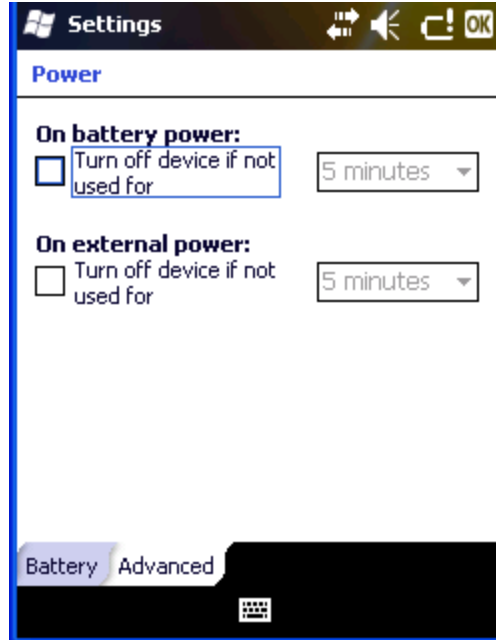 Settings OK
Power
On battery power:
Turn off device if not
used for
5 minutes
On external power:
Turn off device if not
used for
5 minutes
Battery Advanced